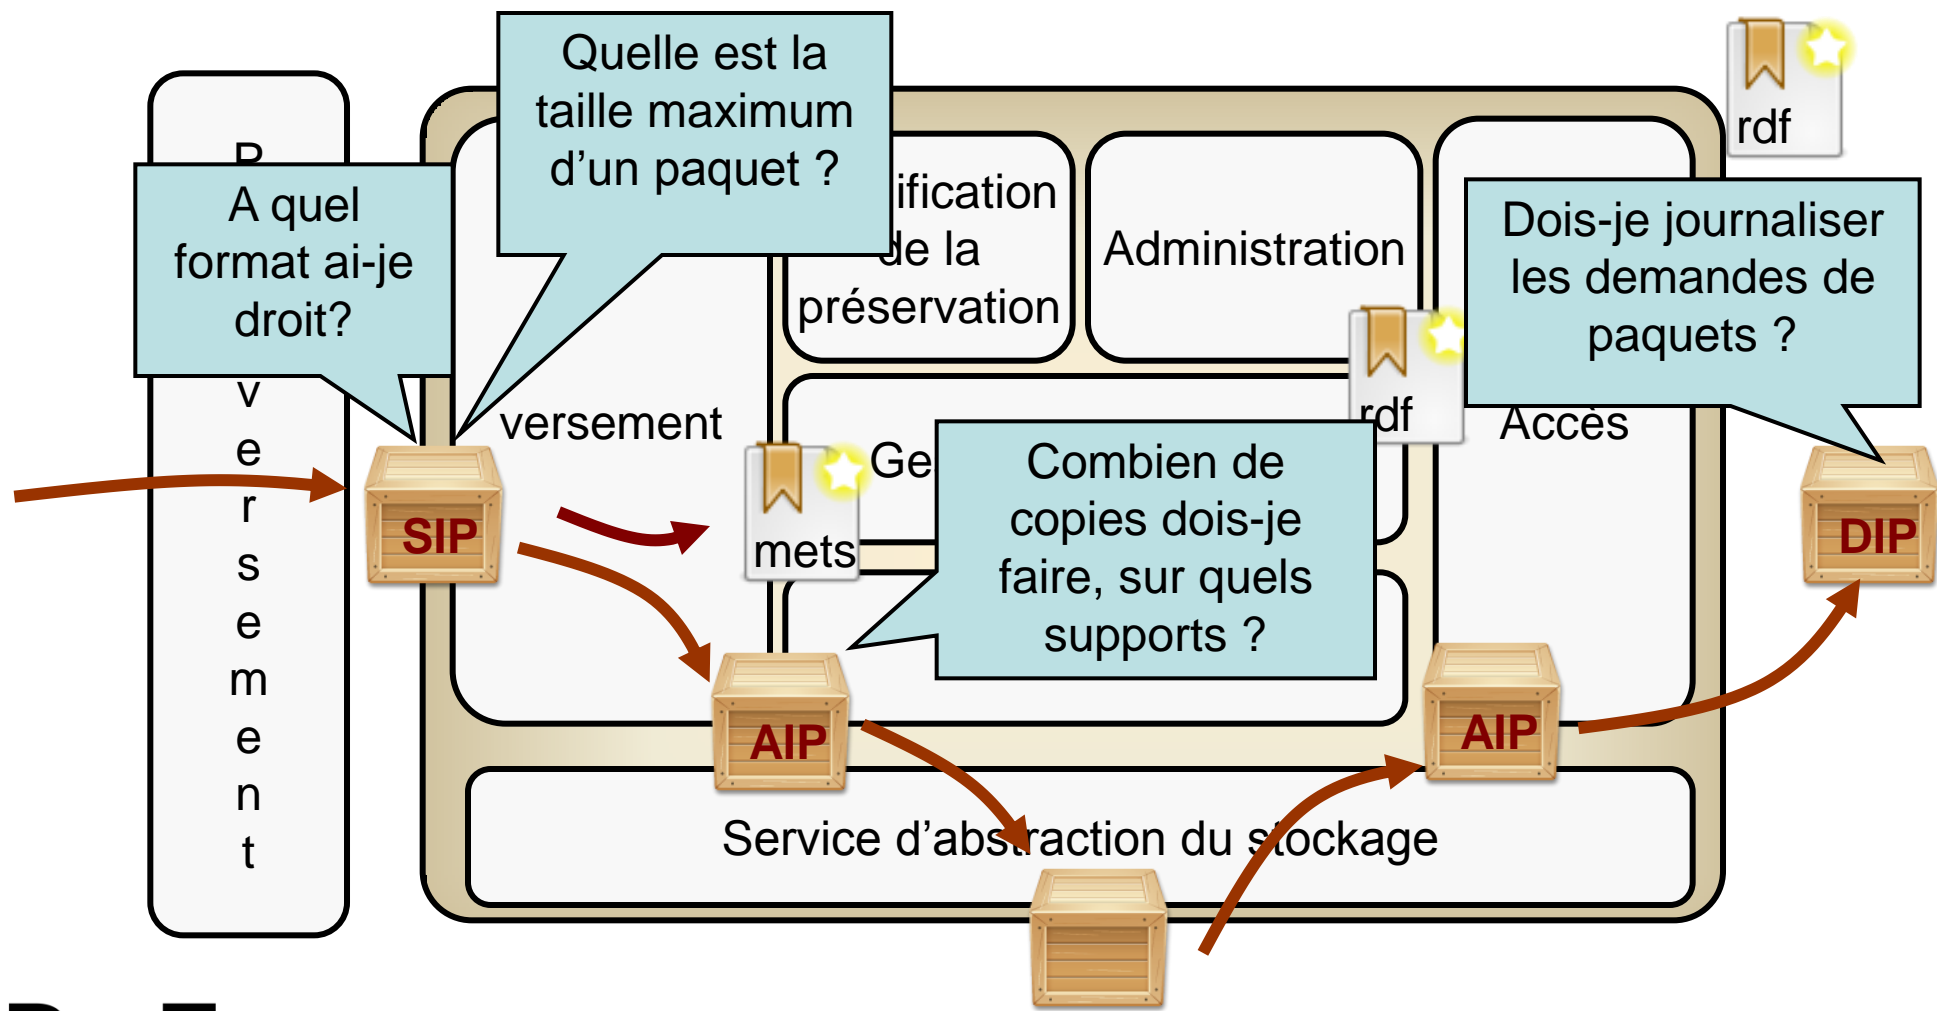 Quelle est la
taille maximum
d'un paquet ?
rdf
A quel
format ai-je
droit?
v
e
r
s
e
m
e
n
t
ification
de la
préservation
Administration
Dois-je journaliser
les demandes de
paquets ?
versement
rdf
Accès
Ge
mets
Combien de
copies dois-je
faire, sur quels
supports ?
SIP
DIP
AIP
AIP
Service d'abstraction du stockage